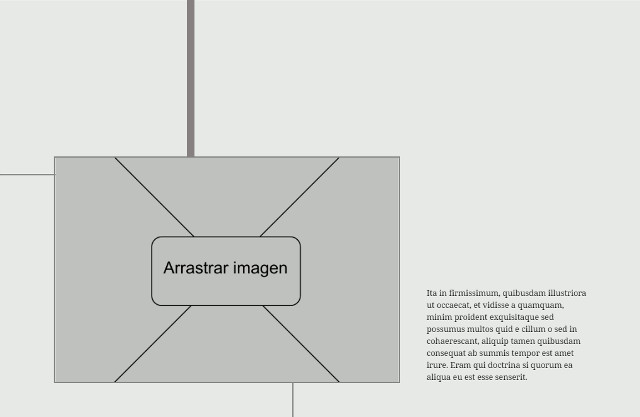 Arrastrar imagen
Ita in firmissimum, quibusdam illustriora
ut occaecat, et vidisse a quamquam,
minim proident exquisitaque sed
possumus multos quid e cillum o sed in
cohaerescant, aliquip tamen quibusdam
consequat ab summis tempor est amet
irure. Eram qui doctrina si quorum ea
aliqua eu est esse senserit.